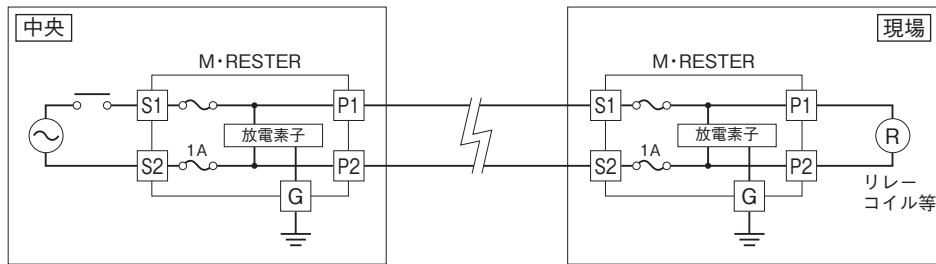 中央
M・RESTER
S1
P1
放電素子
1A
S2
P2
G
現場
M・RESTER
S1
P1
放電素子
1A
S2
P2
G
R
リレー
コイル等